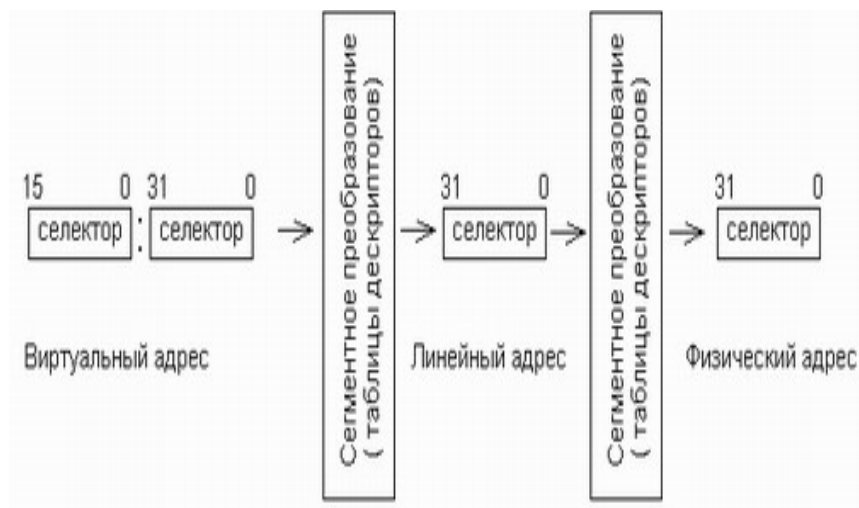 15 0 31 0
селектор : селектор
Виртуальный адрес
Сегментное преобразование
( таблицы дескрипторов)
31 0
селектор
Линейный адрес
Сегментное преобразование
( таблицы дескрипторов)
31 0
селектор
Физический адрес